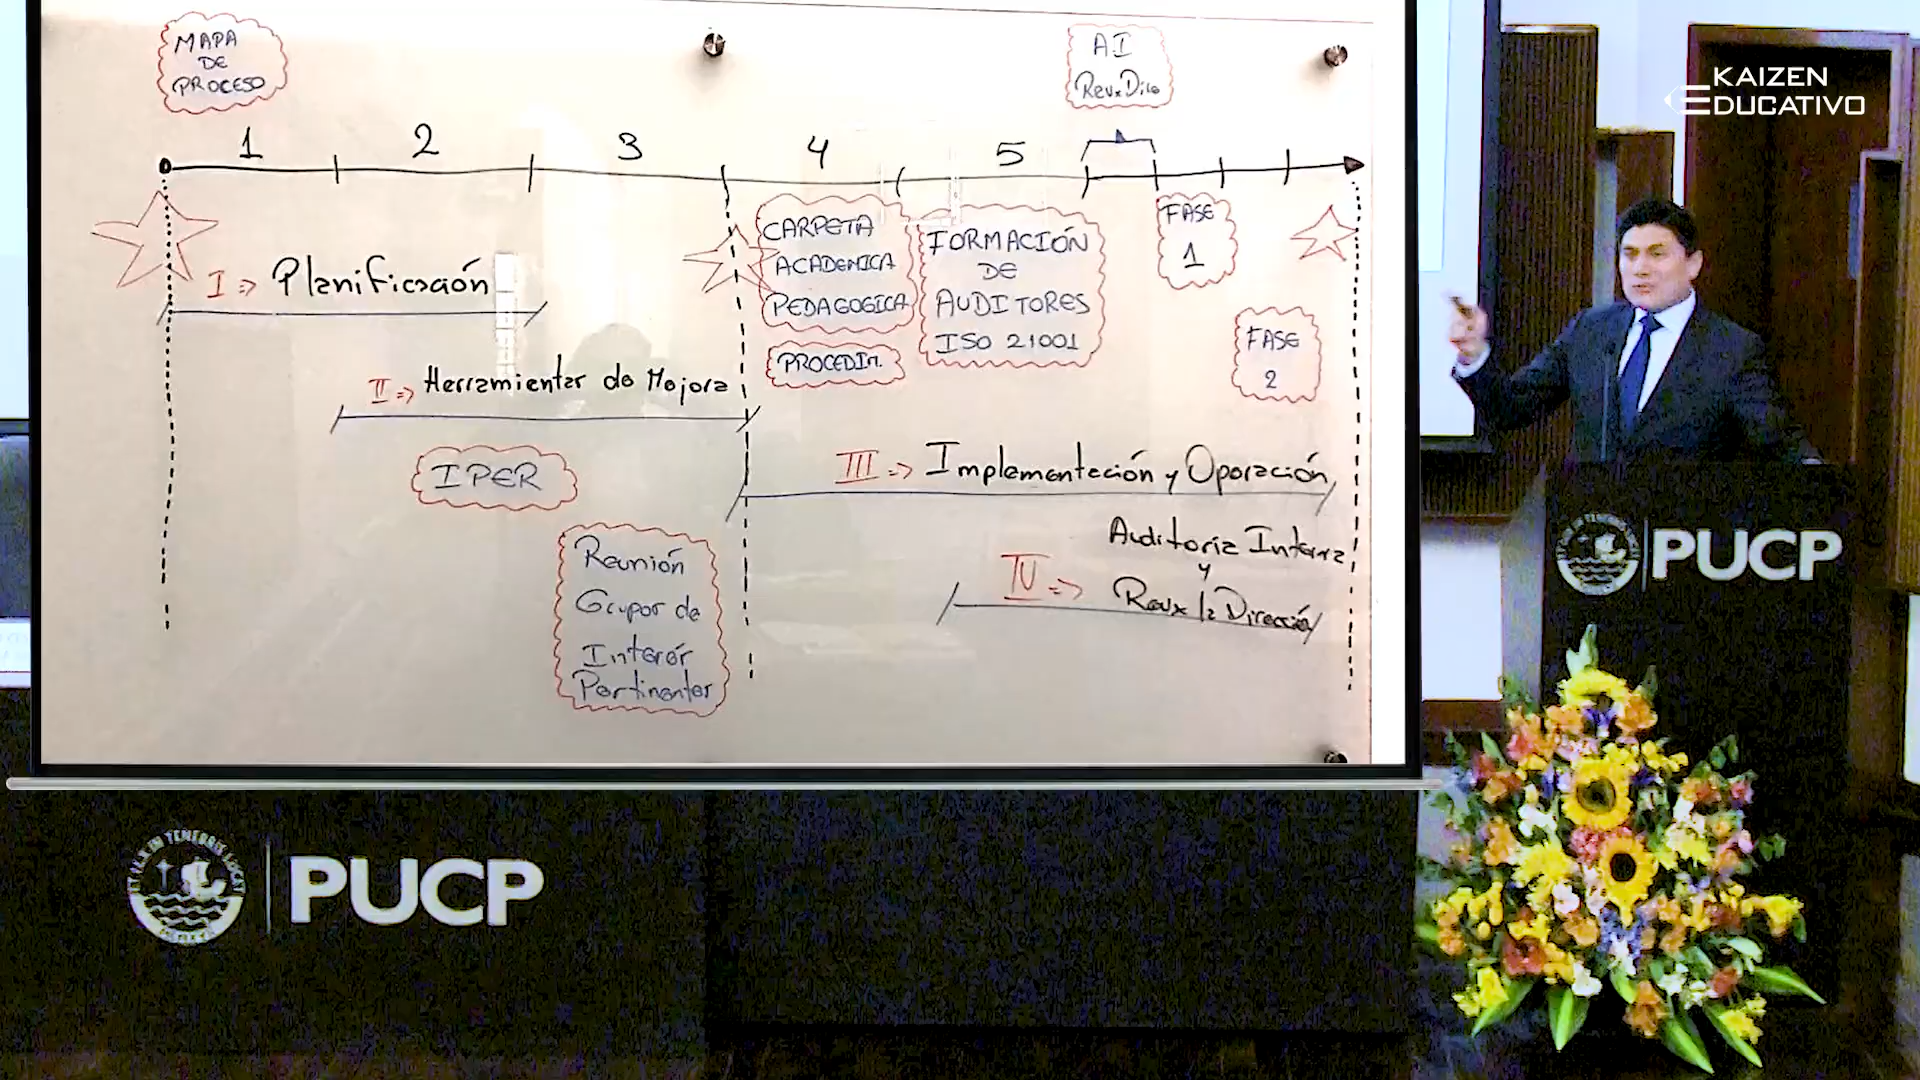 MAPA
DE
PROCESO
AI
Rev x Dirc
1 2 3 4 5
I => Planificación
II => Herramientas de Mejora
IPER
Reunión
Grupos de
Interés
Pertinentes
CARPETA
ACADEMICA
PEDAGOGICA
PROCEDIM.
FORMACIÓN
DE
AUDITORES
ISO 21001
FASE
1
FASE
2
III => Implementación y Operación
IV => Auditoría Interna
y
Rev x la Dirección
KAIZEN
EDUCATIVO
PUCP
PUCP